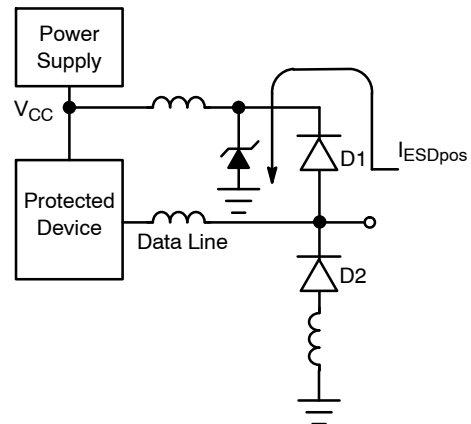 Power
Supply
V_CC
D1
I_ESDpos
Protected
Device
Data Line
D2